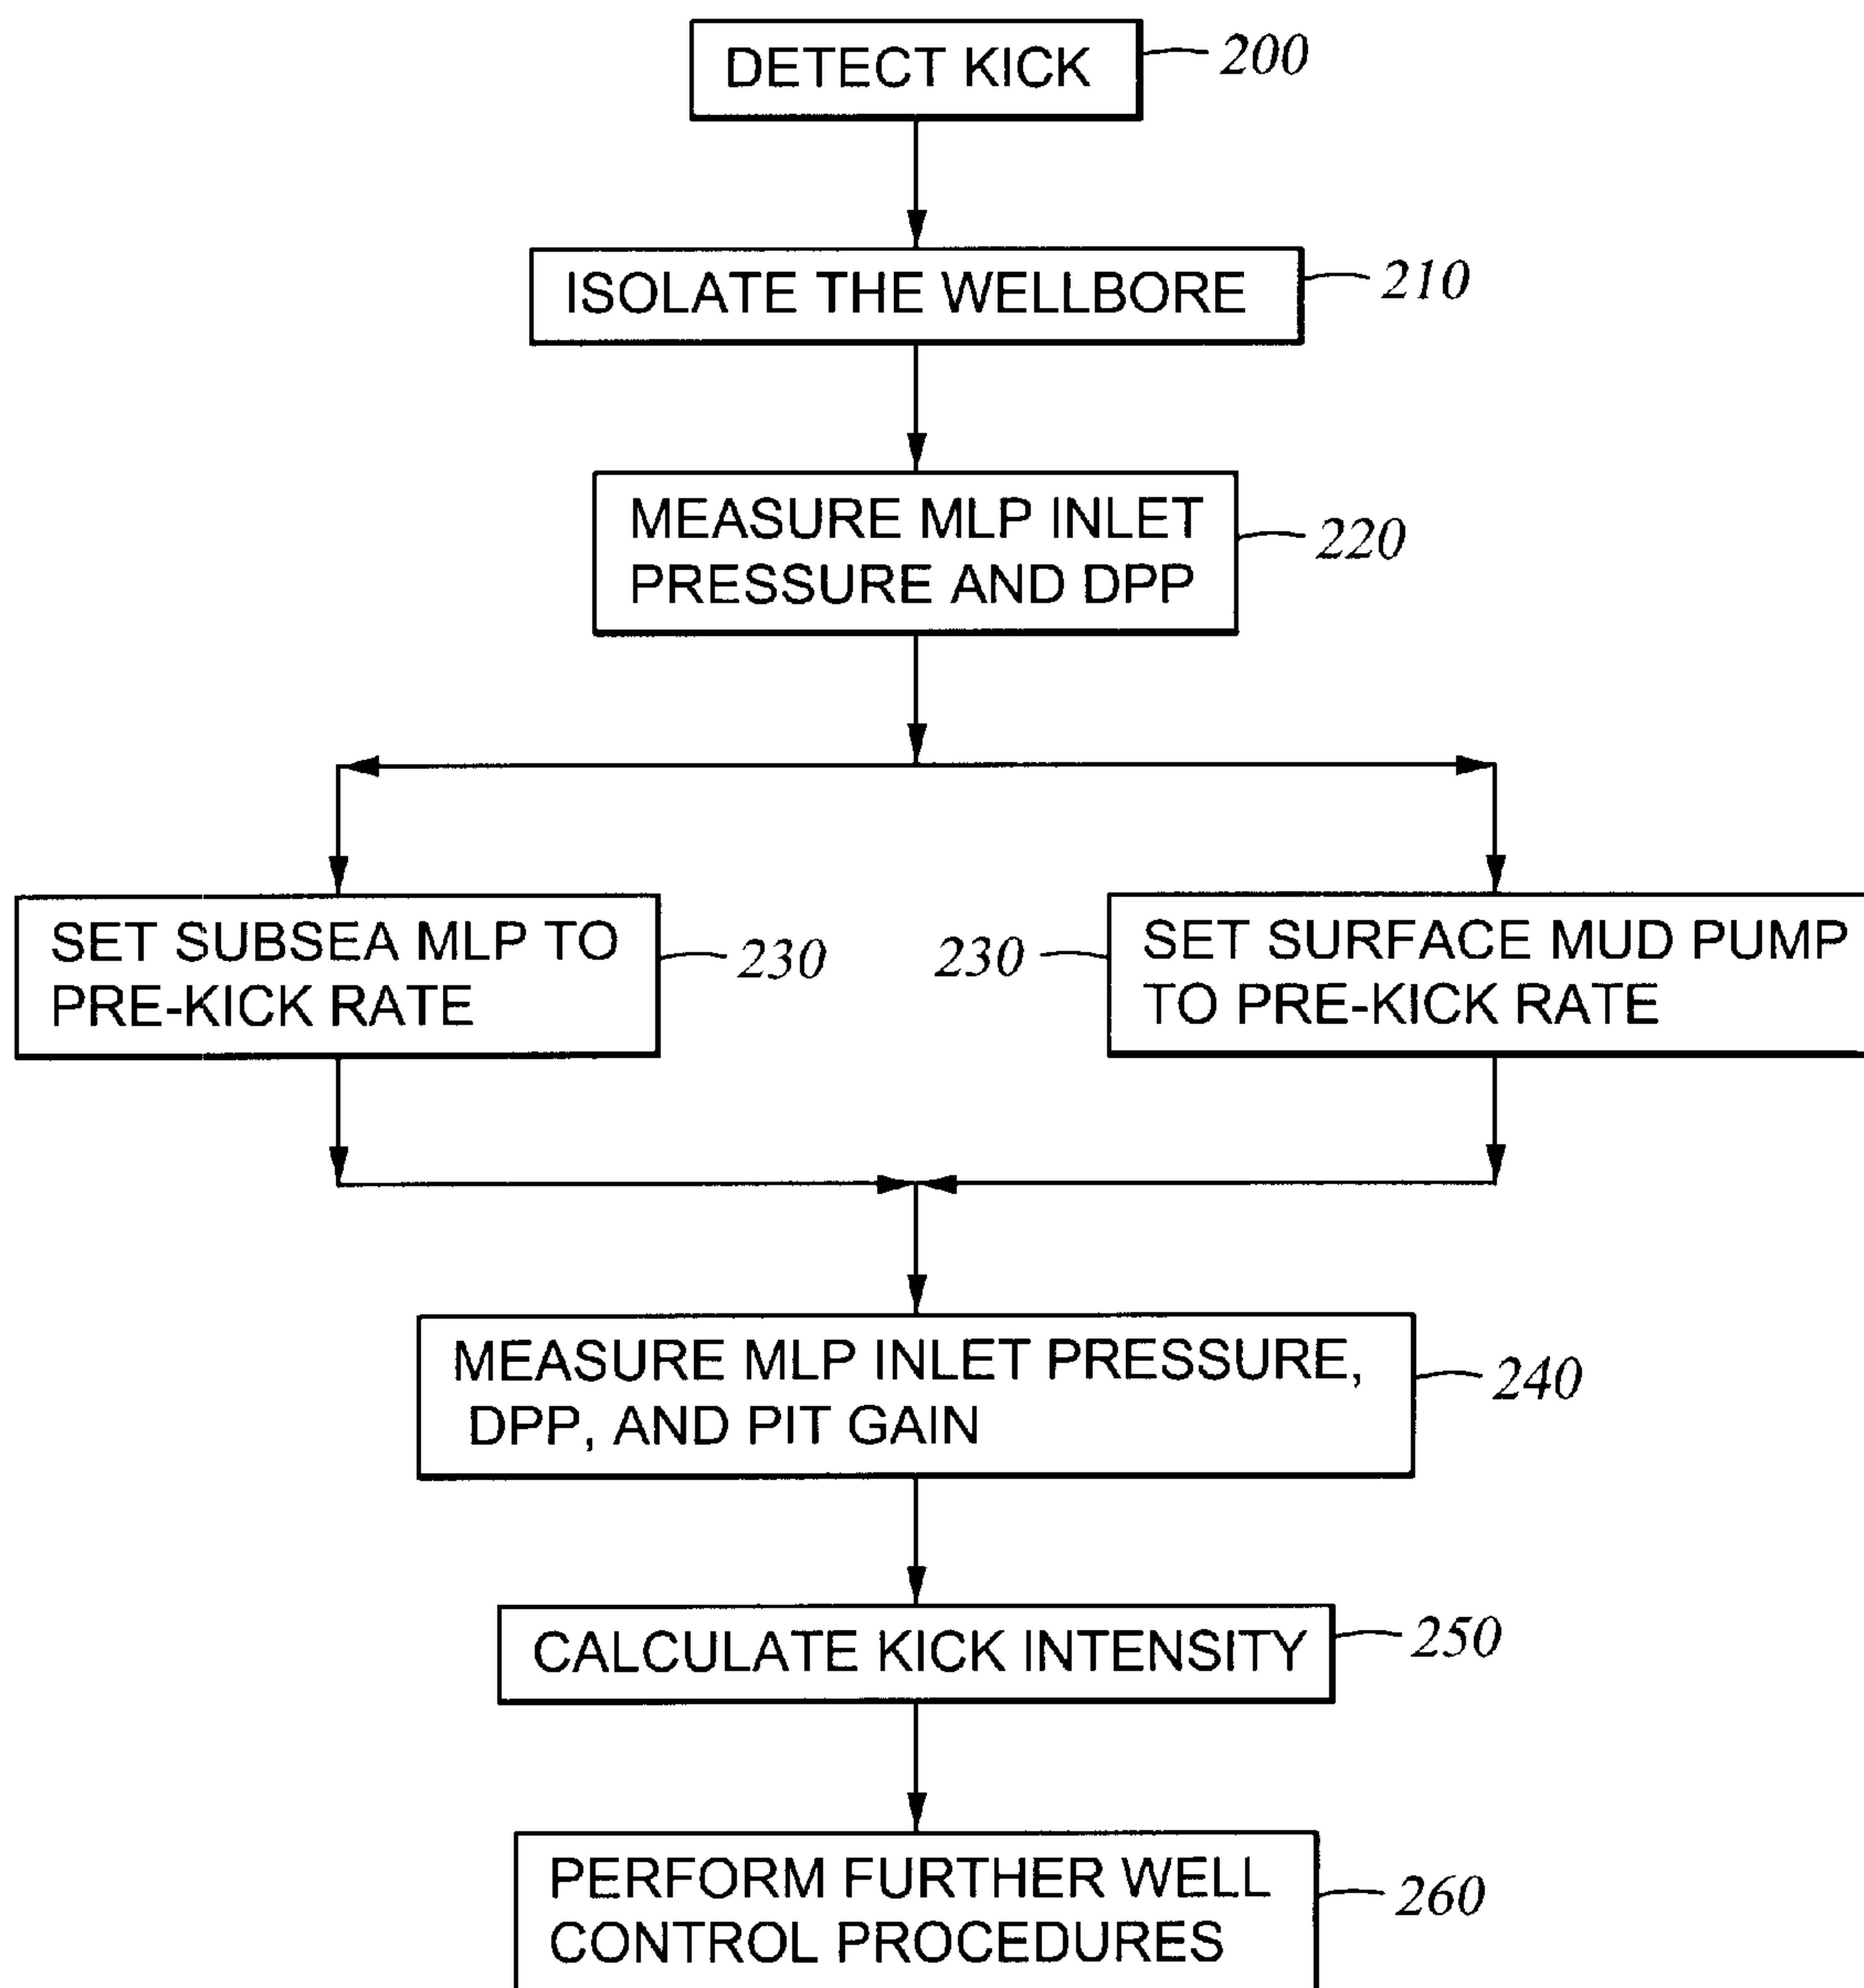 DETECT KICK
200
ISOLATE THE WELLBORE
210
MEASURE MLP INLET
PRESSURE AND DPP
220
SET SUBSEA MLP TO
PRE-KICK RATE
230
230
SET SURFACE MUD PUMP
TO PRE-KICK RATE
MEASURE MLP INLET PRESSURE,
DPP, AND PIT GAIN
240
CALCULATE KICK INTENSITY
250
PERFORM FURTHER WELL
CONTROL PROCEDURES
260